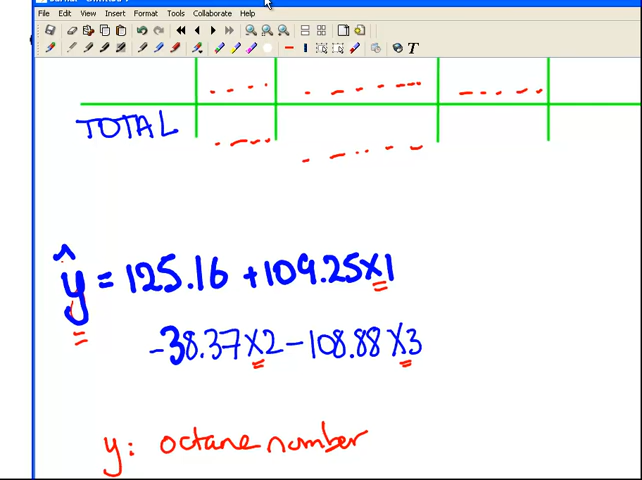 File Edit View Insert Format Tools Collaborate Help
T
TOTAL
ŷ = 125.16 + 109.25X1
-38.37X2 - 108.88X3
y: octane number